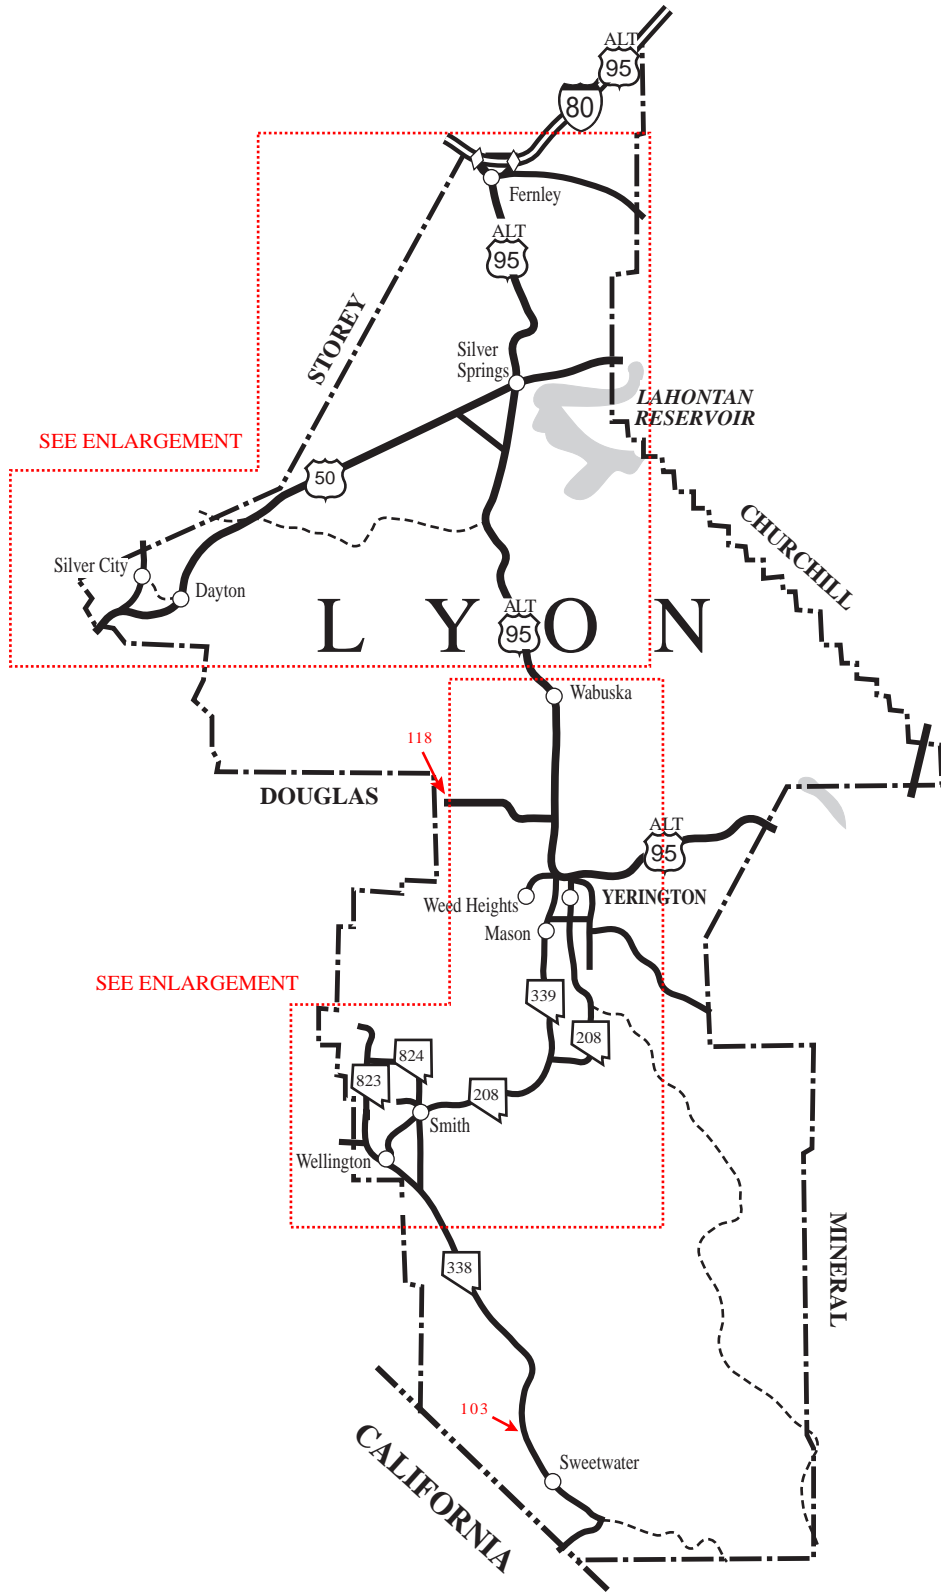 ALT
95
80
Fernley
ALT
95
STOREY
Silver
Springs
LAHONTAN
RESERVOIR
SEE ENLARGEMENT
50
CHURCHILL
Silver City
Dayton
LYON
ALT
95
Wabuska
118
DOUGLAS
ALT
95
Weed Heights
YERINGTON
Mason
SEE ENLARGEMENT
339
208
824
823
208
Smith
Wellington
MINERAL
338
103
CALIFORNIA
Sweetwater